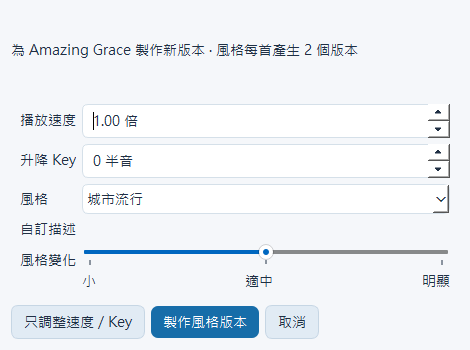 為 Amazing Grace 製作新版本 · 風格每首產生 2 個版本
播放速度 1.00 倍
升降 Key 0 半音
風格 城市流行
自訂描述
風格變化
小 適中 明顯
只調整速度 / Key 製作風格版本 取消